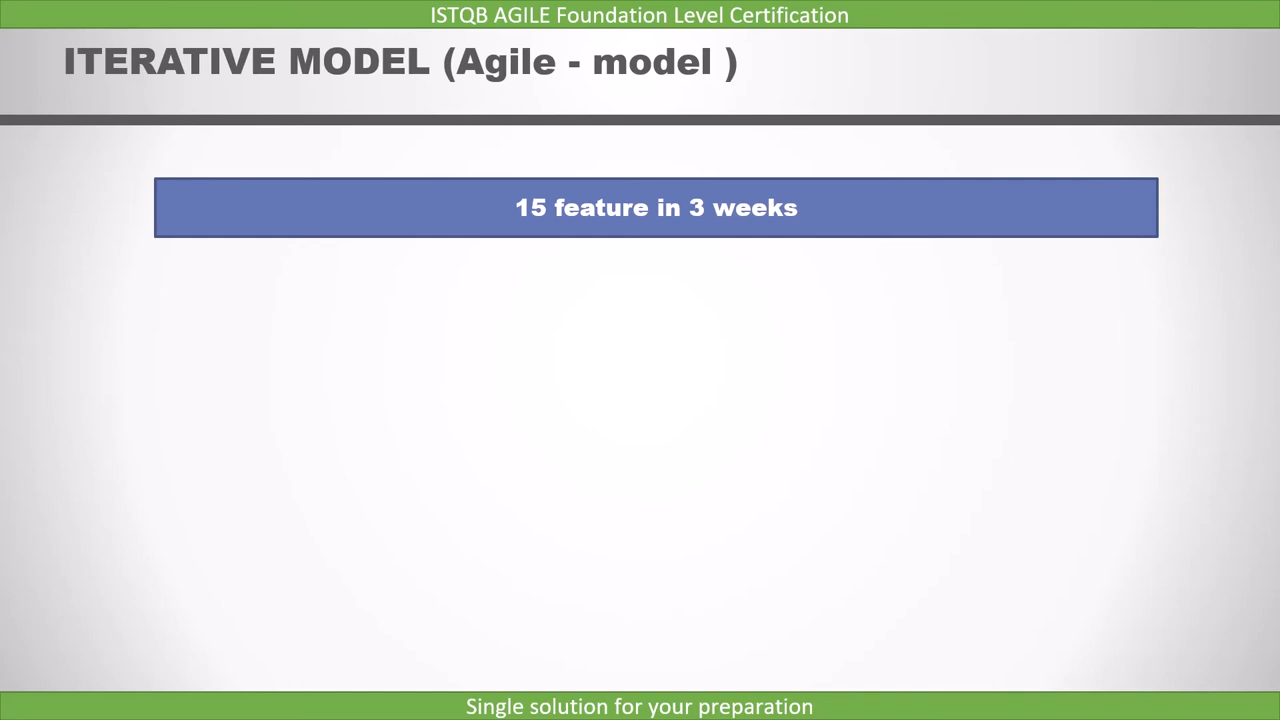 ISTQB AGILE Foundation Level Certification
ITERATIVE MODEL (Agile - model )
15 feature in 3 weeks
Single solution for your preparation